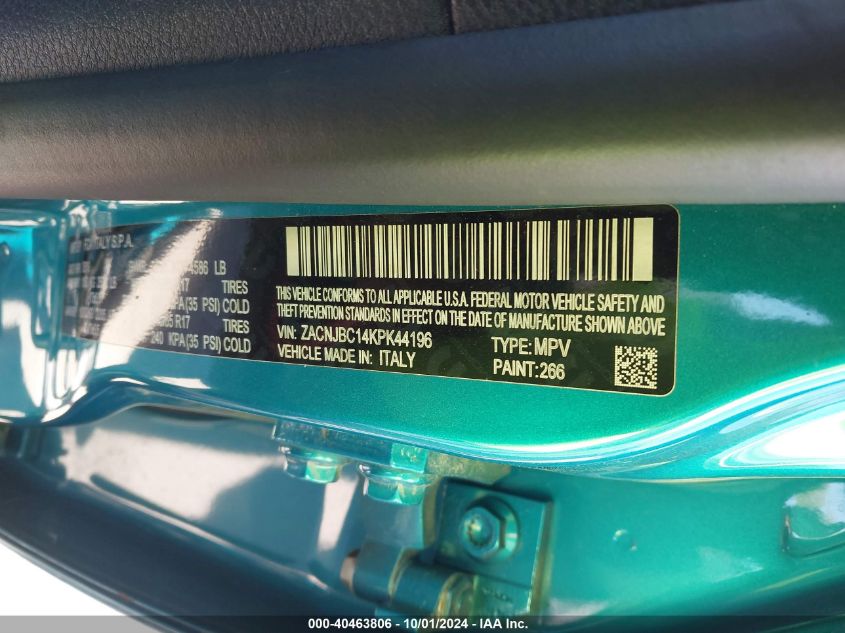 ITALY S.P.A.
4586 LB
R17 TIRES
KPA(35 PSI) COLD
R17 TIRES
240 KPA(35 PSI) COLD
THIS VEHICLE CONFORMS TO ALL APPLICABLE U.S.A. FEDERAL MOTOR VEHICLE SAFETY AND
THEFT PREVENTION STANDARDS IN EFFECT ON THE DATE OF MANUFACTURE SHOWN ABOVE
VIN: ZACNJBC14KPK44196 TYPE: MPV
VEHICLE MADE IN: ITALY PAINT:266
000-40463806 - 10/01/2024 - IAA Inc.